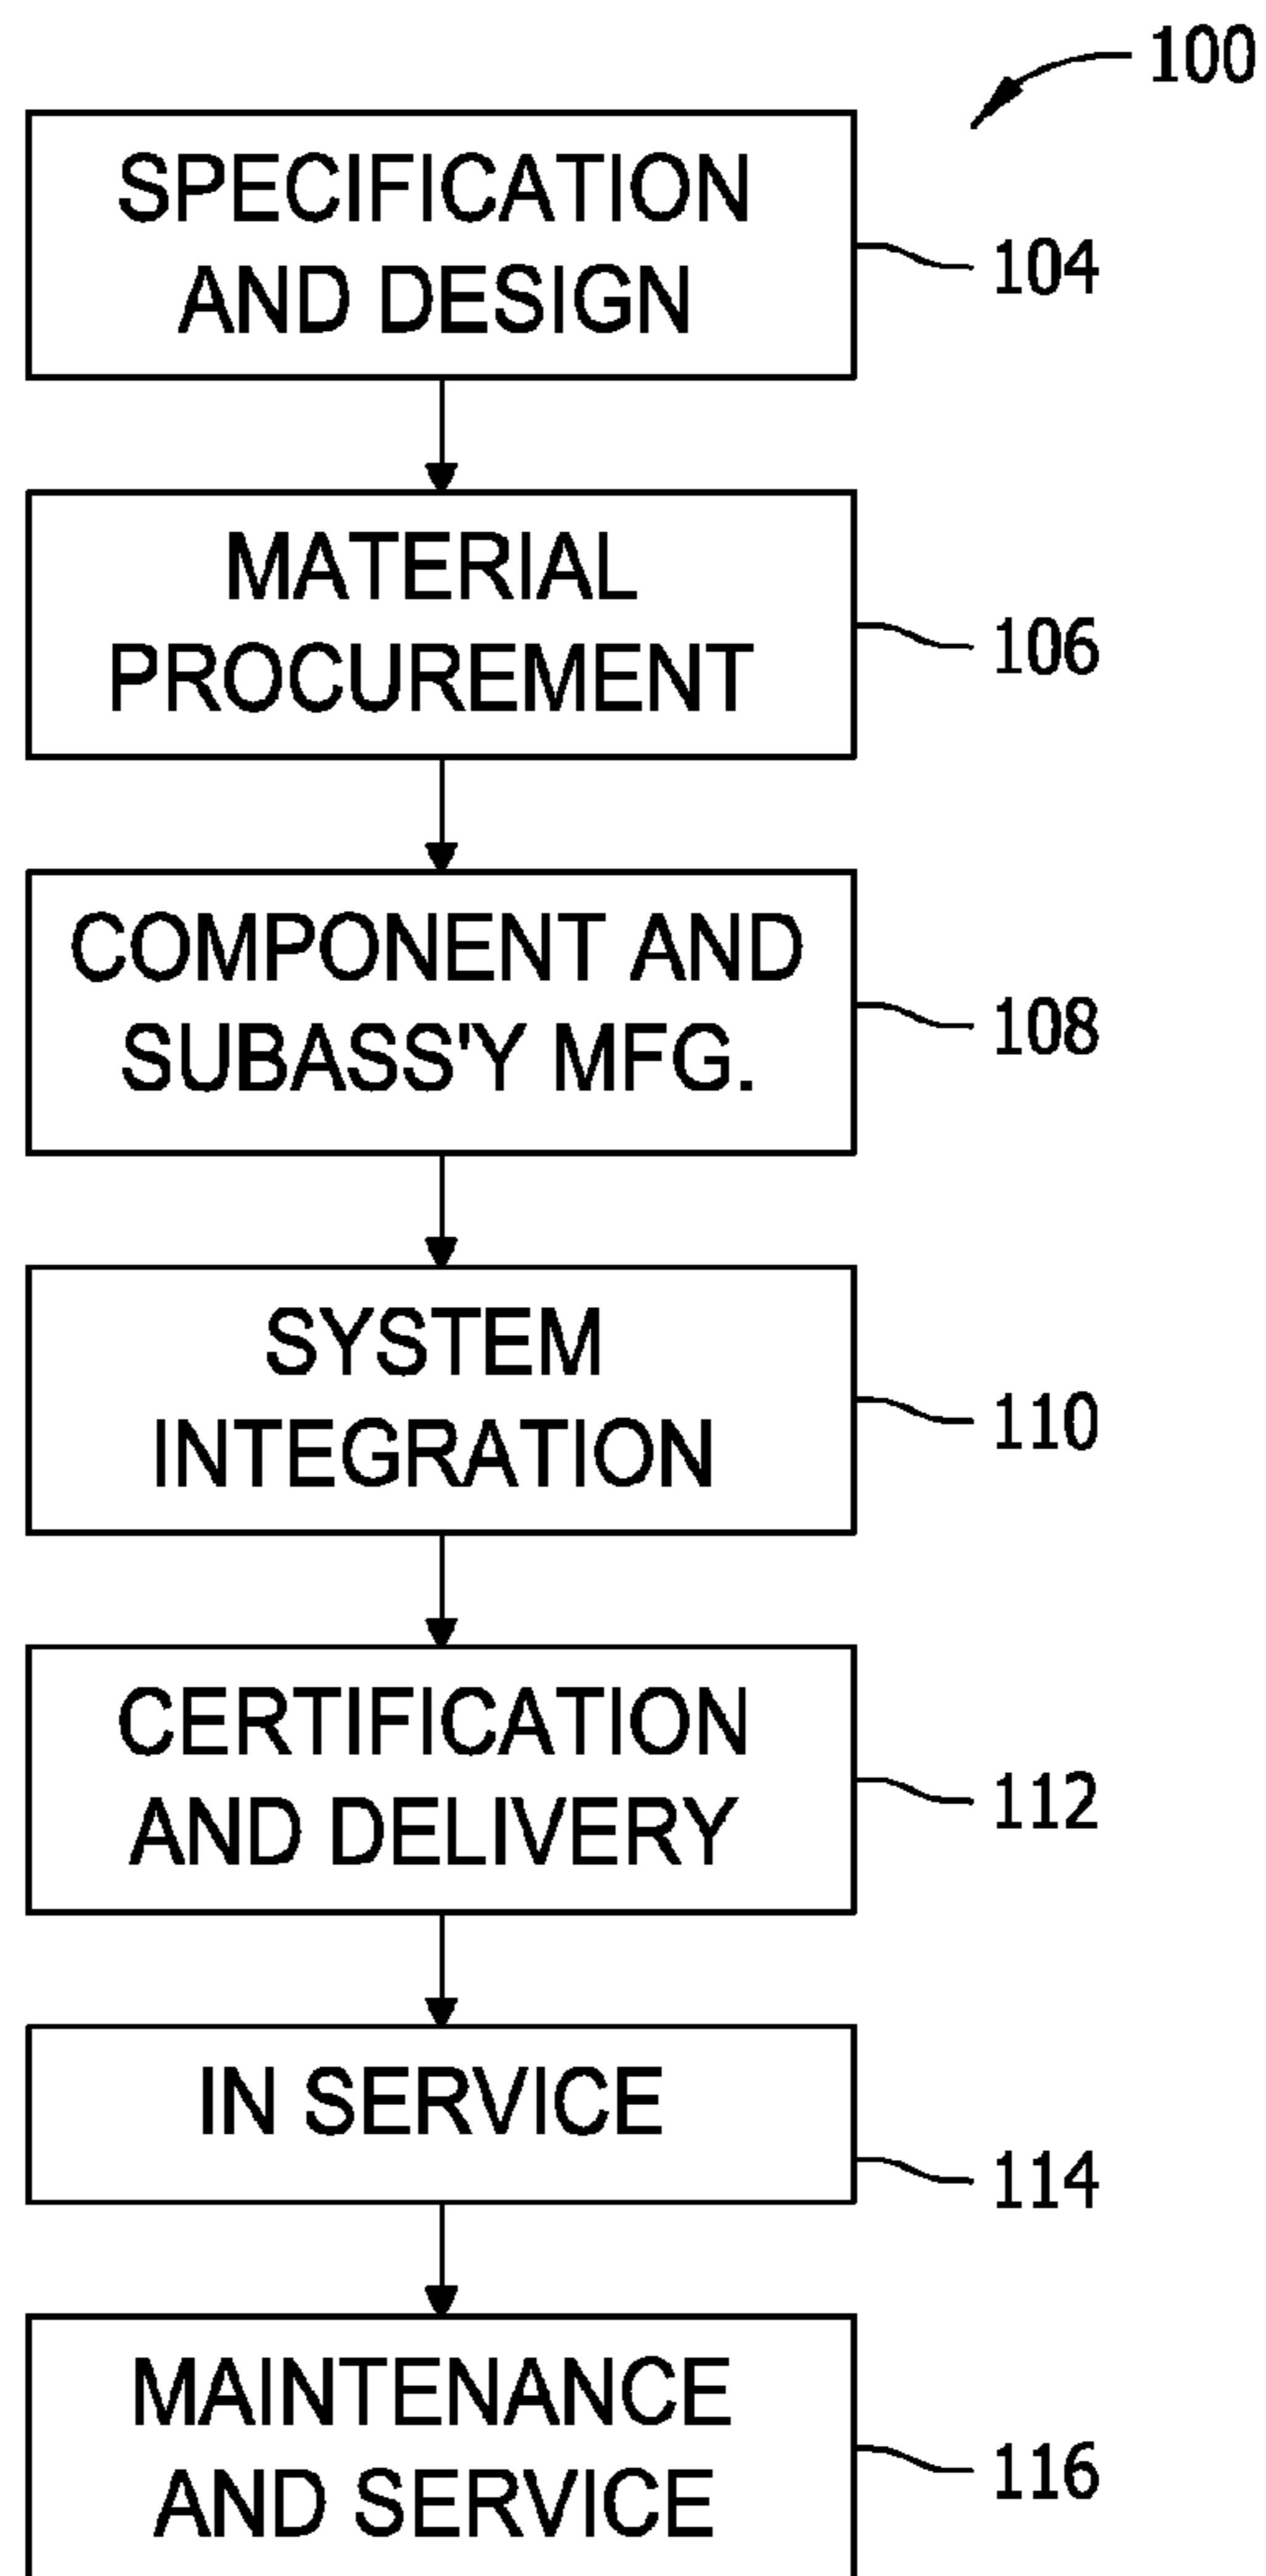 100
SPECIFICATION
AND DESIGN
104
MATERIAL
PROCUREMENT
106
COMPONENT AND
SUBASS'Y MFG.
108
SYSTEM
INTEGRATION
110
CERTIFICATION
AND DELIVERY
112
IN SERVICE
114
MAINTENANCE
AND SERVICE
116